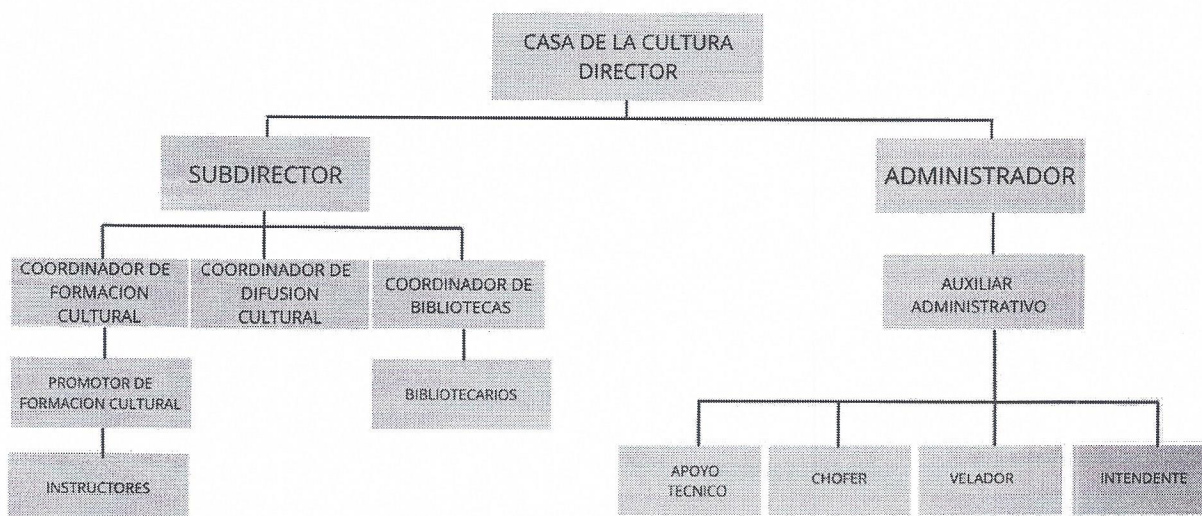 CASA DE LA CULTURA
DIRECTOR
SUBDIRECTOR
ADMINISTRADOR
COORDINADOR DE
FORMACION
CULTURAL
COORDINADOR DE
DIFUSION
CULTURAL
COORDINADOR DE
BIBLIOTECAS
AUXILIAR
ADMINISTRATIVO
PROMOTOR DE
FORMACION CULTURAL
BIBLIOTECARIOS
INSTRUCTORES
APOYO
TECNICO
CHOFER
VELADOR
INTENDENTE